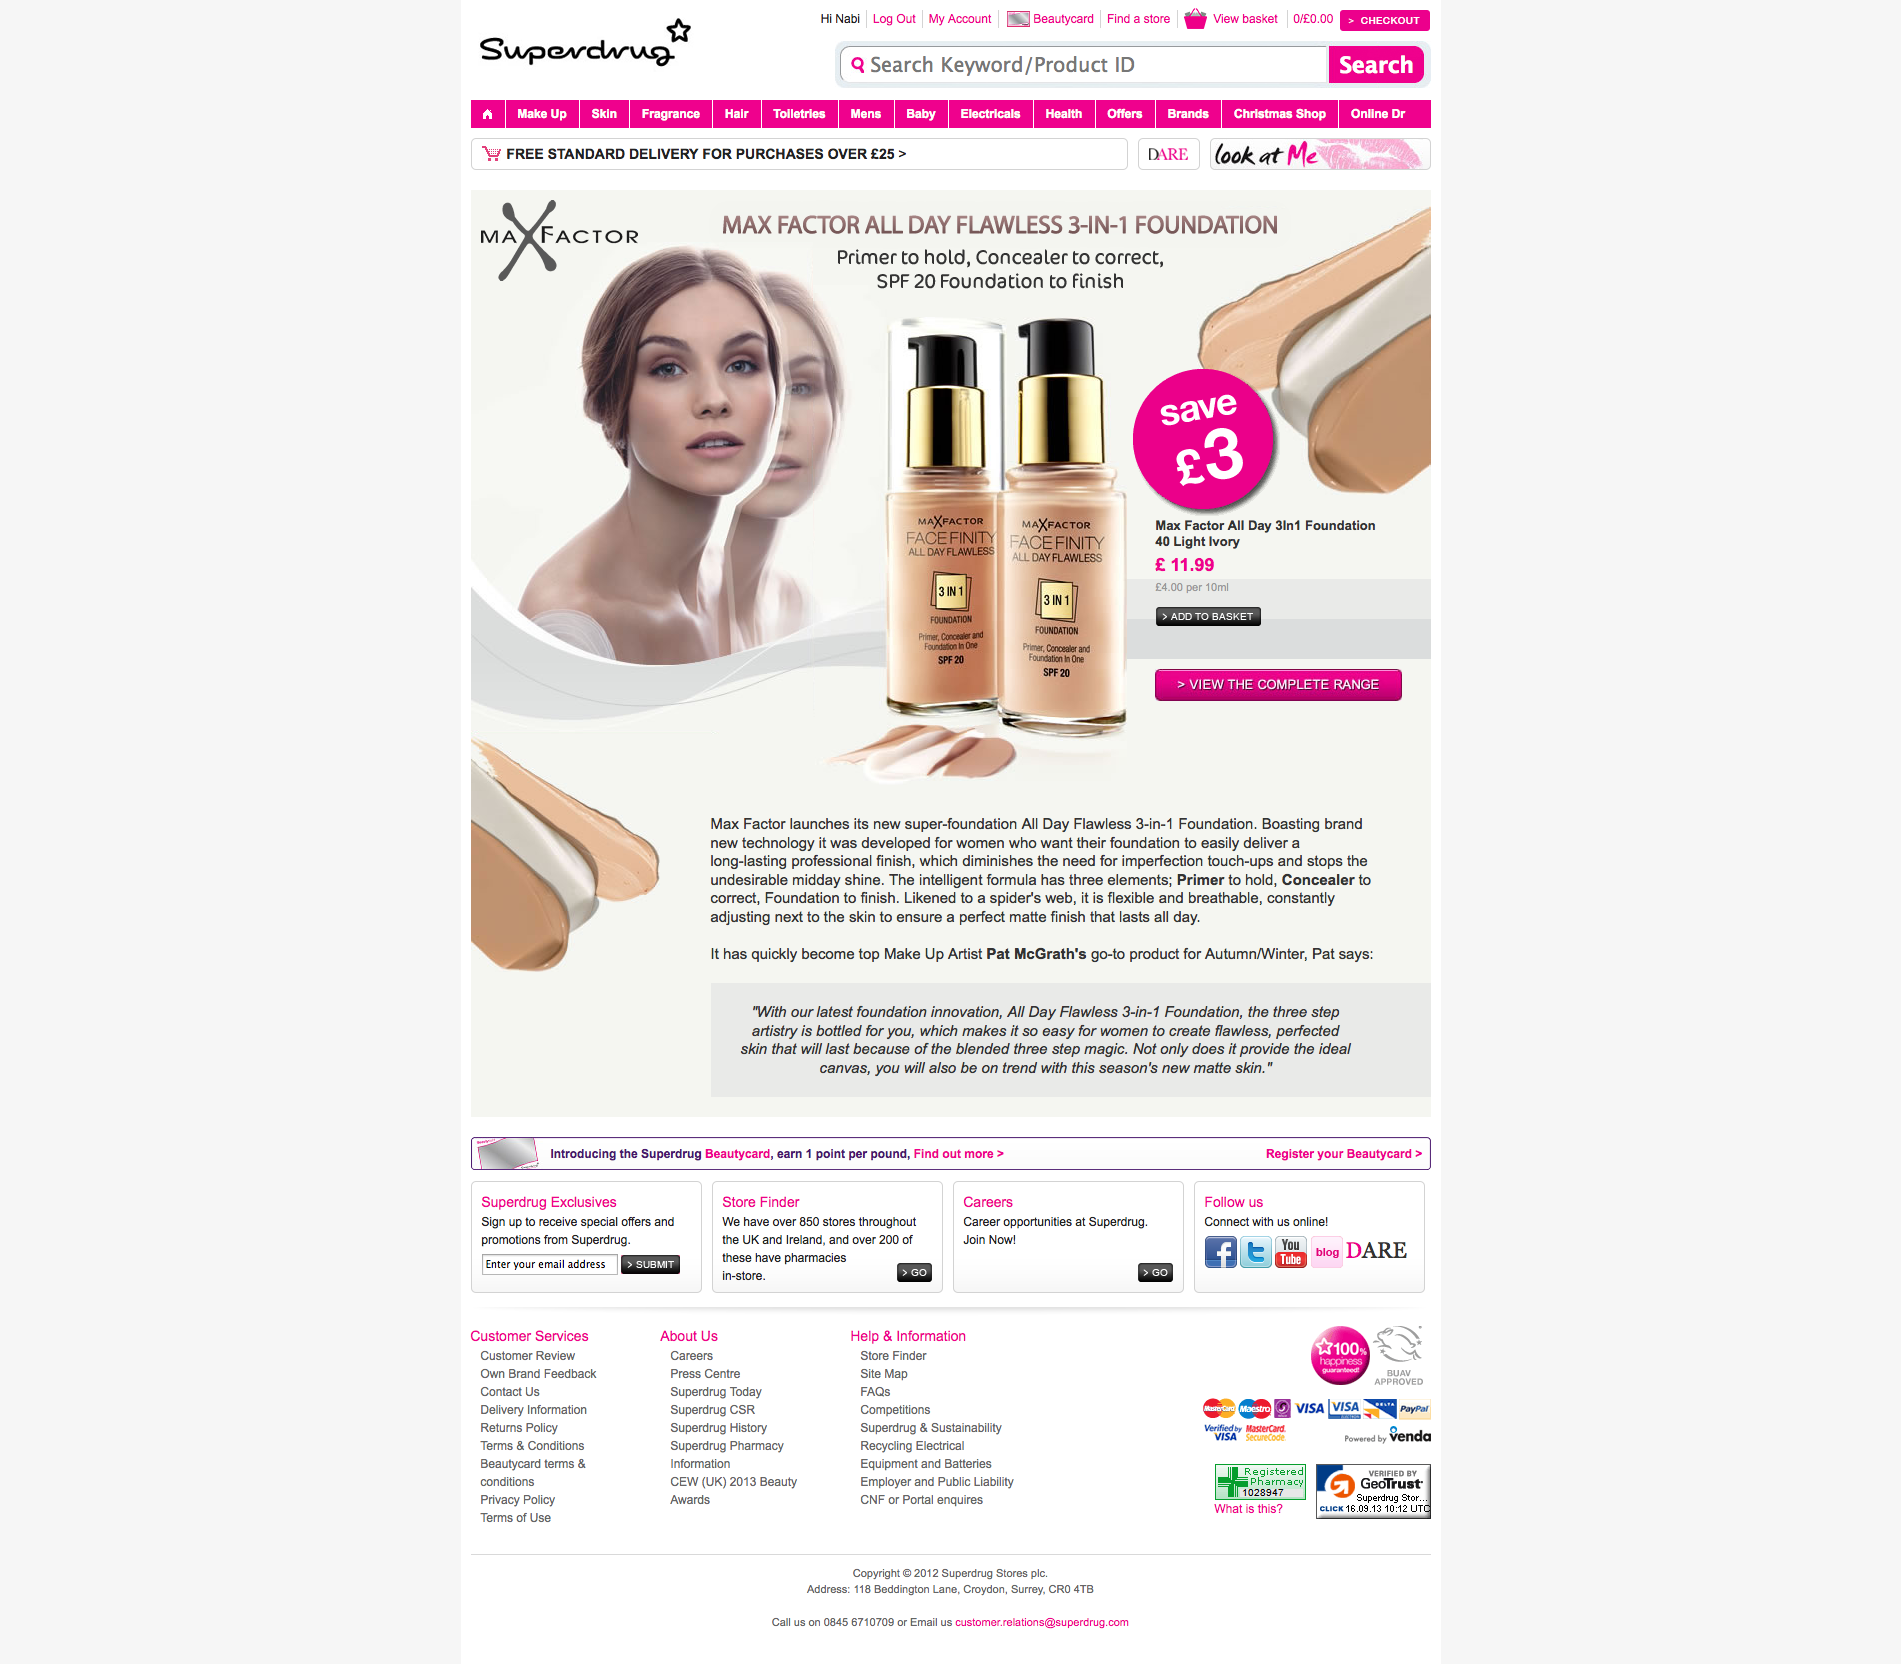 Superdrug
Hi Nabi
Log Out
My Account
Beautycard
Find a store
View basket
0/£0.00
> CHECKOUT
Search Keyword/Product ID
Search
Make Up
Skin
Fragrance
Hair
Toiletries
Mens
Baby
Electricals
Health
Offers
Brands
Christmas Shop
Online Dr
FREE STANDARD DELIVERY FOR PURCHASES OVER £25 >
DARE
look at Me
MAXFACTOR
MAX FACTOR ALL DAY FLAWLESS 3-IN-1 FOUNDATION
Primer to hold, Concealer to correct,
SPF 20 Foundation to finish
save
£3
MAXFACTOR
FACEFINITY
ALL DAY FLAWLESS
3 IN 1
FOUNDATION
Primer, Concealer and
Foundation In One
SPF 20
MAXFACTOR
FACEFINITY
ALL DAY FLAWLESS
3 IN 1
FOUNDATION
Primer, Concealer and
Foundation In One
SPF 20
Max Factor All Day 3In1 Foundation
40 Light Ivory
£ 11.99
£4.00 per 10ml
> ADD TO BASKET
> VIEW THE COMPLETE RANGE
Max Factor launches its new super-foundation All Day Flawless 3-in-1 Foundation. Boasting brand
new technology it was developed for women who want their foundation to easily deliver a
long-lasting professional finish, which diminishes the need for imperfection touch-ups and stops the
undesirable midday shine. The intelligent formula has three elements; Primer to hold, Concealer to
correct, Foundation to finish. Likened to a spider's web, it is flexible and breathable, constantly
adjusting next to the skin to ensure a perfect matte finish that lasts all day.
It has quickly become top Make Up Artist Pat McGrath's go-to product for Autumn/Winter, Pat says:
"With our latest foundation innovation, All Day Flawless 3-in-1 Foundation, the three step
artistry is bottled for you, which makes it so easy for women to create flawless, perfected
skin that will last because of the blended three step magic. Not only does it provide the ideal
canvas, you will also be on trend with this season's new matte skin."
Introducing the Superdrug Beautycard, earn 1 point per pound, Find out more >
Register your Beautycard >
Superdrug Exclusives
Sign up to receive special offers and
promotions from Superdrug.
Enter your email address
> SUBMIT
Store Finder
We have over 850 stores throughout
the UK and Ireland, and over 200 of
these have pharmacies
in-store.
> GO
Careers
Career opportunities at Superdrug.
Join Now!
> GO
Follow us
Connect with us online!
f
t
You Tube
blog
DARE
Customer Services
Customer Review
Own Brand Feedback
Contact Us
Delivery Information
Returns Policy
Terms & Conditions
Beautycard terms &
conditions
Privacy Policy
Terms of Use
About Us
Careers
Press Centre
Superdrug Today
Superdrug CSR
Superdrug History
Superdrug Pharmacy
Information
CEW (UK) 2013 Beauty
Awards
Help & Information
Store Finder
Site Map
FAQs
Competitions
Superdrug & Sustainability
Recycling Electrical
Equipment and Batteries
Employer and Public Liability
CNF or Portal enquires
100%
happiness
guaranteed!
BUAV
APPROVED
MasterCard
Maestro
VISA
VISA
ELECTRON
DELTA
PayPal
Verified by
VISA
MasterCard.
SecureCode.
Powered by venda
Registered
Pharmacy
1028947
What is this?
VERIFIED BY
GeoTrust
Superdrug Stor...
CLICK 16.09.13 10:12 UTC
Copyright © 2012 Superdrug Stores plc.
Address: 118 Beddington Lane, Croydon, Surrey, CR0 4TB
Call us on 0845 6710709 or Email us customer.relations@superdrug.com